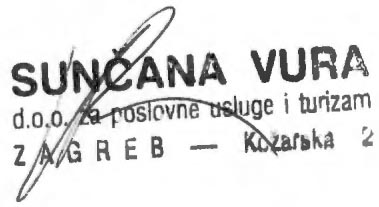 SUNČANA VURA
d.o.o. za poslovne usluge i turizam
ZAGREB — Kozarska 2